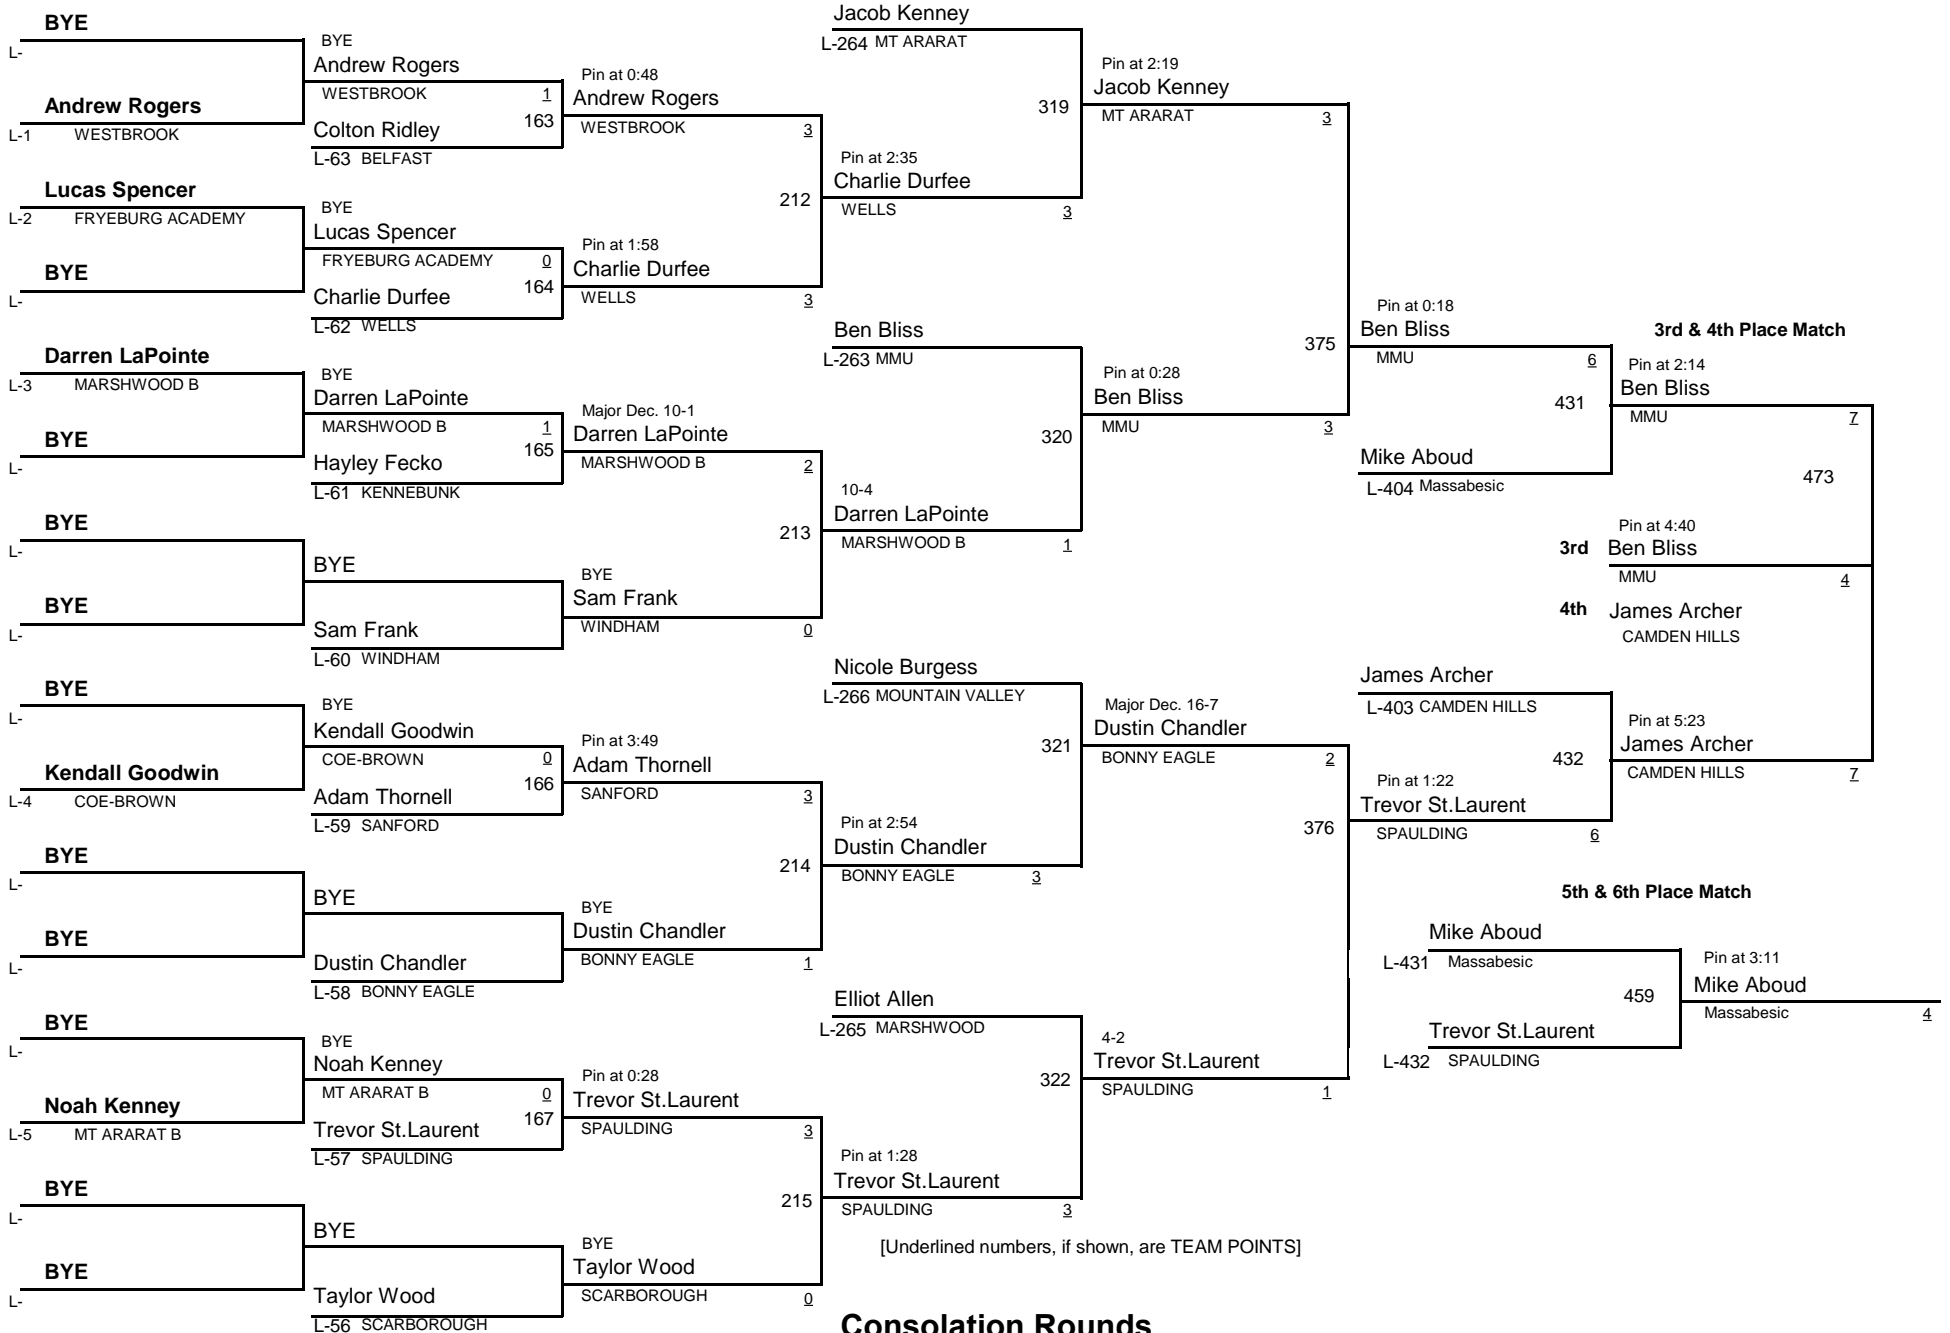 BYE
L-
Andrew Rogers
L-1 WESTBROOK
Lucas Spencer
L-2 FRYEBURG ACADEMY
BYE
L-
Darren LaPointe
L-3 MARSHWOOD B
BYE
L-
BYE
L-
BYE
L-
BYE
L-
Kendall Goodwin
L-4 COE-BROWN
BYE
L-
BYE
L-
BYE
L-
Noah Kenney
L-5 MT ARARAT B
BYE
L-
BYE
L-
BYE
Andrew Rogers
WESTBROOK 1
163
Colton Ridley
L-63 BELFAST
BYE
Lucas Spencer
FRYEBURG ACADEMY 0
164
Charlie Durfee
L-62 WELLS
BYE
Darren LaPointe
MARSHWOOD B 1
165
Hayley Fecko
L-61 KENNEBUNK
BYE
Sam Frank
L-60 WINDHAM
BYE
Kendall Goodwin
COE-BROWN 0
166
Adam Thornell
L-59 SANFORD
BYE
Dustin Chandler
L-58 BONNY EAGLE
BYE
Noah Kenney
MT ARARAT B 0
167
Trevor St.Laurent
L-57 SPAULDING
BYE
Taylor Wood
L-56 SCARBOROUGH
Pin at 0:48
Andrew Rogers
WESTBROOK 3
212
Pin at 1:58
Charlie Durfee
WELLS 3
Major Dec. 10-1
Darren LaPointe
MARSHWOOD B 2
213
BYE
Sam Frank
WINDHAM 0
Pin at 3:49
Adam Thornell
SANFORD 3
214
BYE
Dustin Chandler
BONNY EAGLE 1
Pin at 0:28
Trevor St.Laurent
SPAULDING 3
215
BYE
Taylor Wood
SCARBOROUGH 0
Jacob Kenney
L-264 MT ARARAT
319
Pin at 2:35
Charlie Durfee
WELLS 3
Ben Bliss
L-263 MMU
320
10-4
Darren LaPointe
MARSHWOOD B 1
Nicole Burgess
L-266 MOUNTAIN VALLEY
321
Pin at 2:54
Dustin Chandler
BONNY EAGLE 3
Elliot Allen
L-265 MARSHWOOD
322
Pin at 1:28
Trevor St.Laurent
SPAULDING 3
Pin at 2:19
Jacob Kenney
MT ARARAT 3
375
Pin at 0:28
Ben Bliss
MMU 3
Major Dec. 16-7
Dustin Chandler
BONNY EAGLE 2
376
4-2
Trevor St.Laurent
SPAULDING 1
Pin at 0:18
Ben Bliss
MMU 6
431
Mike Aboud
L-404 Massabesic
James Archer
L-403 CAMDEN HILLS
432
Pin at 1:22
Trevor St.Laurent
SPAULDING 6
3rd & 4th Place Match
Pin at 2:14
Ben Bliss
MMU 7
473
Pin at 4:40
3rd Ben Bliss
MMU 4
4th James Archer
CAMDEN HILLS
Pin at 5:23
James Archer
CAMDEN HILLS 7
5th & 6th Place Match
Mike Aboud
L-431 Massabesic
459
Trevor St.Laurent
L-432 SPAULDING
Pin at 3:11
Mike Aboud
Massabesic 4
[Underlined numbers, if shown, are TEAM POINTS]
Consolation Rounds